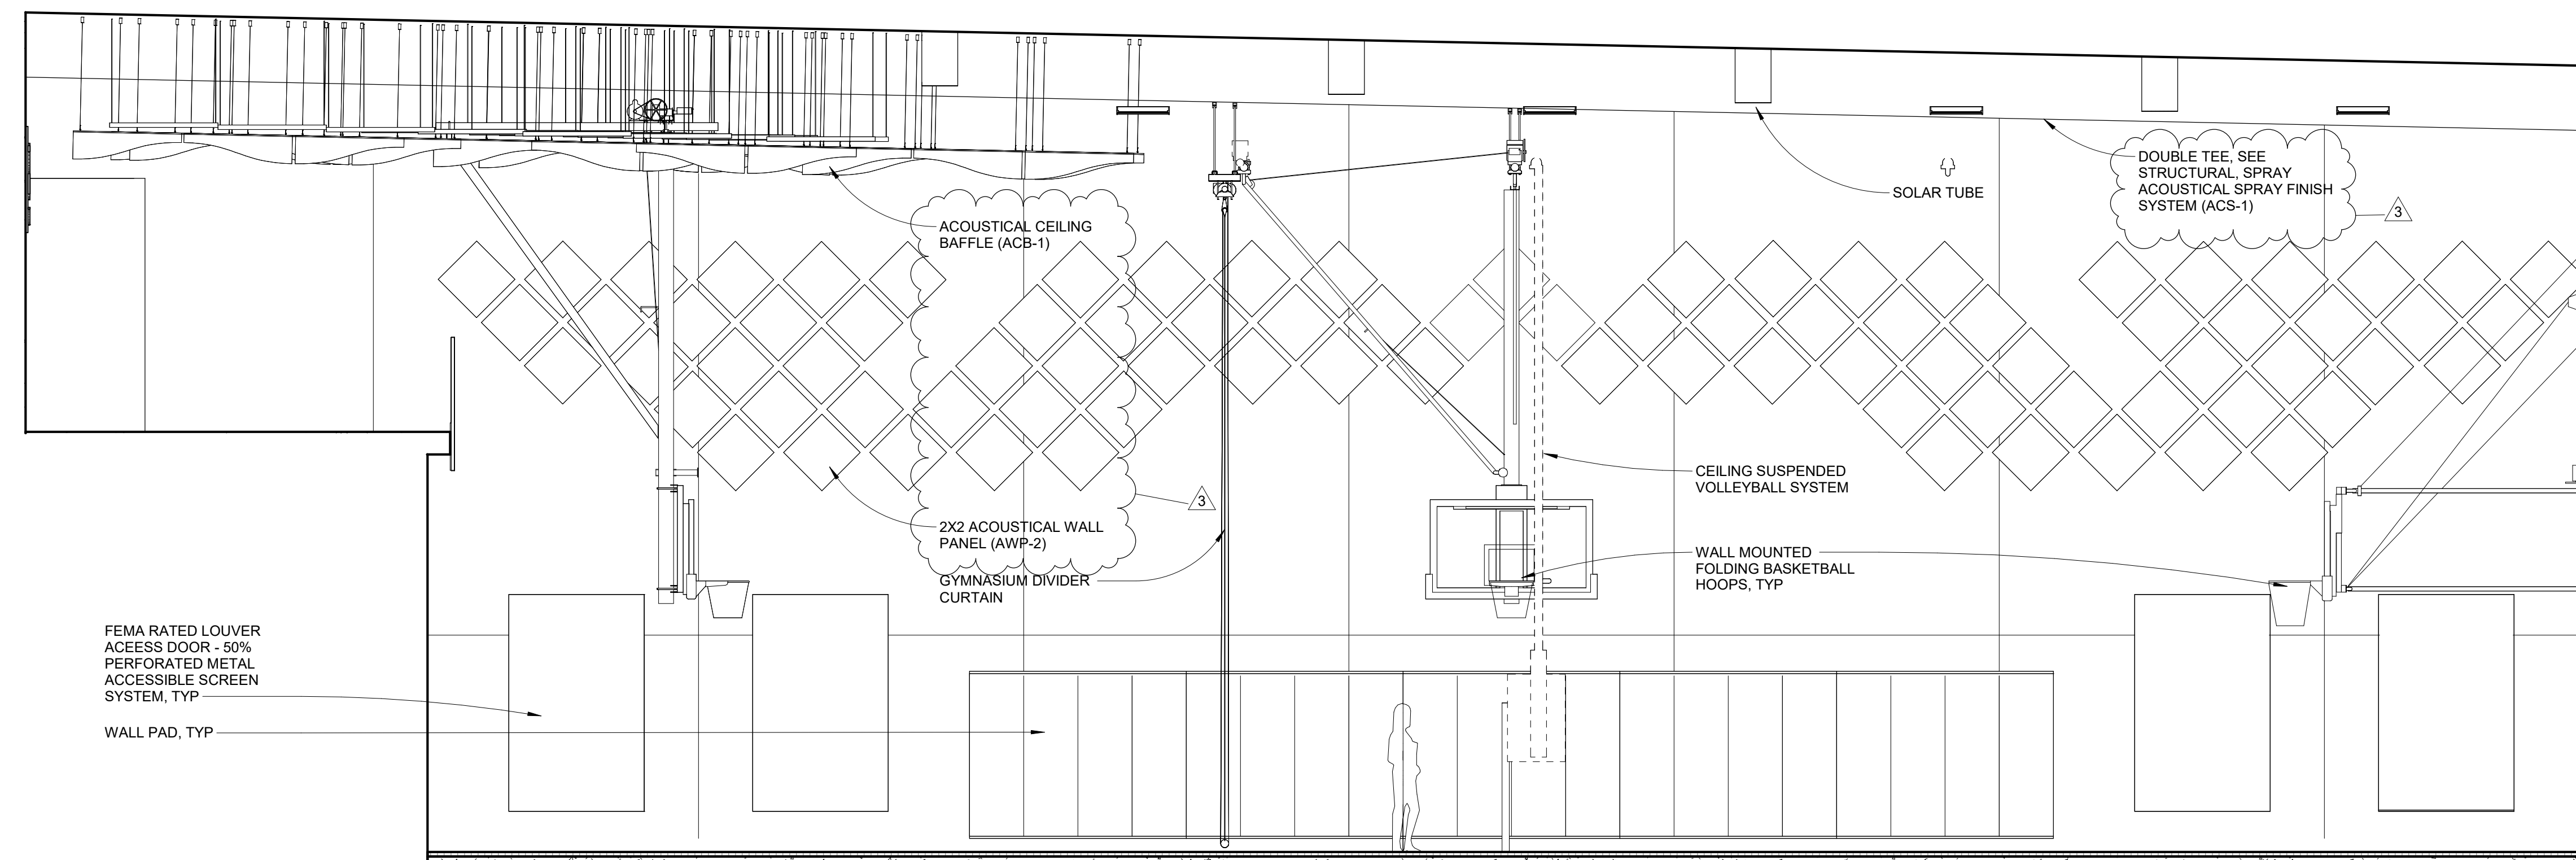 DOUBLE TEE, SEE
STRUCTURAL, SPRAY
ACOUSTICAL SPRAY FINISH
SYSTEM (ACS-1)
3
SOLAR TUBE
ACOUSTICAL CEILING
BAFFLE (ACB-1)
CEILING SUSPENDED
VOLLEYBALL SYSTEM
3
2X2 ACOUSTICAL WALL
PANEL (AWP-2)
WALL MOUNTED
FOLDING BASKETBALL
HOOPS, TYP
GYMNASIUM DIVIDER
CURTAIN
FEMA RATED LOUVER
ACEESS DOOR - 50%
PERFORATED METAL
ACCESSIBLE SCREEN
SYSTEM, TYP
WALL PAD, TYP